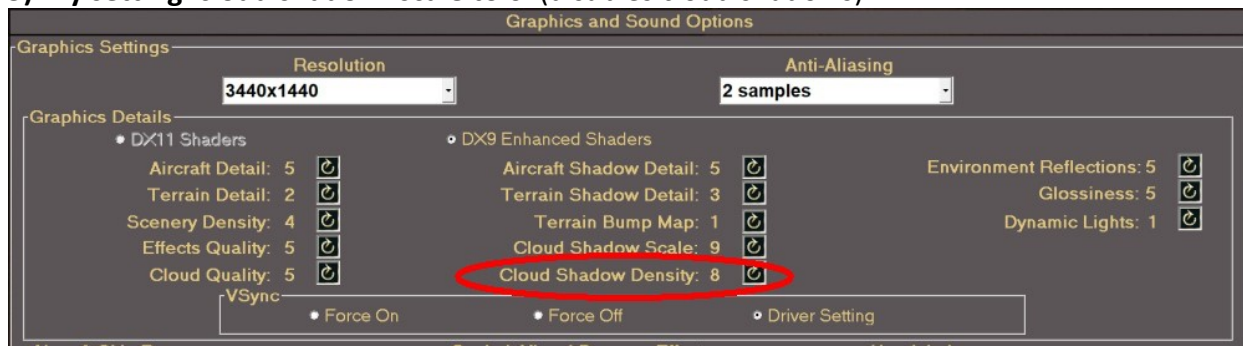 Graphics and Sound Options
Graphics Settings
Resolution Anti-Aliasing
3440x1440 2 samples
Graphics Details
DX11 Shaders DX9 Enhanced Shaders
Aircraft Detail: 5 Aircraft Shadow Detail: 5 Environment Reflections: 5
Terrain Detail: 2 Terrain Shadow Detail: 3 Glossiness: 5
Scenery Density: 4 Terrain Bump Map: 1 Dynamic Lights: 1
Effects Quality: 5 Cloud Shadow Scale: 9
Cloud Quality: 5 Cloud Shadow Density: 8
VSync
Force On Force Off Driver Setting